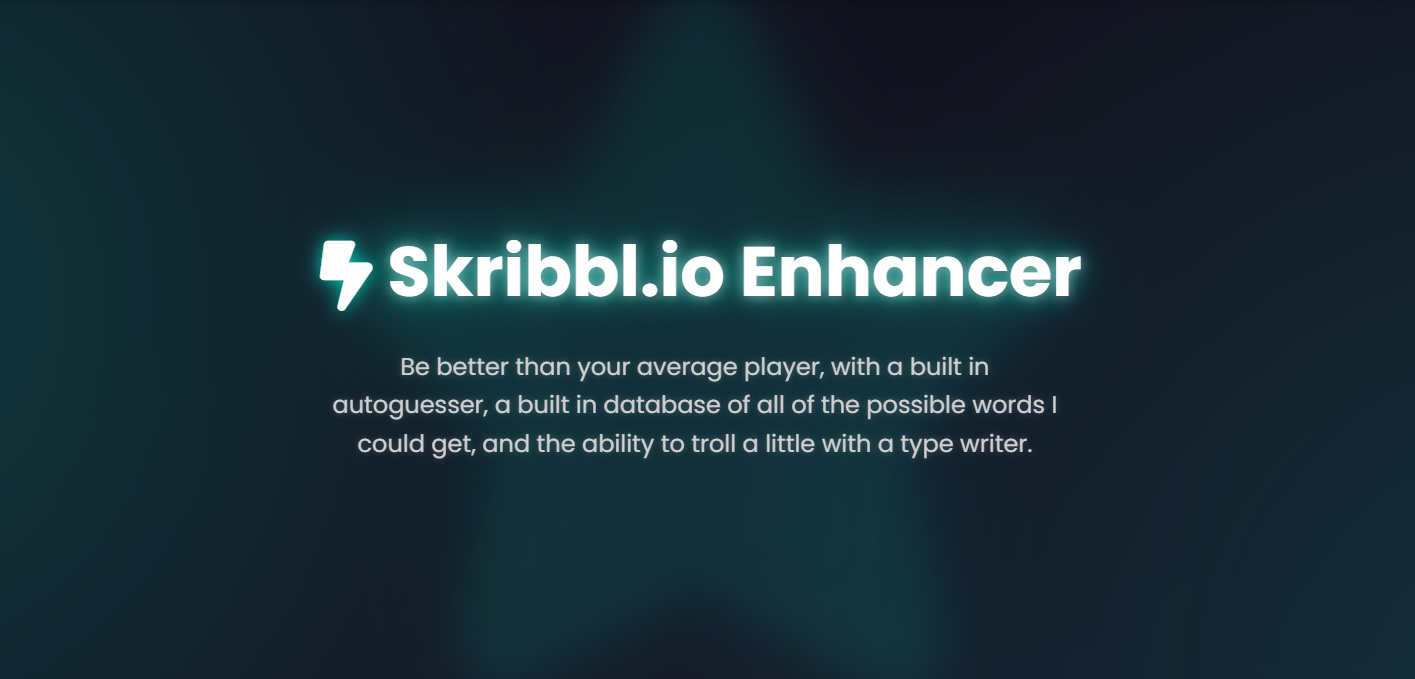 Skribbl.io Enhancer
Be better than your average player, with a built in
autoguesser, a built in database of all of the possible words I
could get, and the ability to troll a little with a type writer.